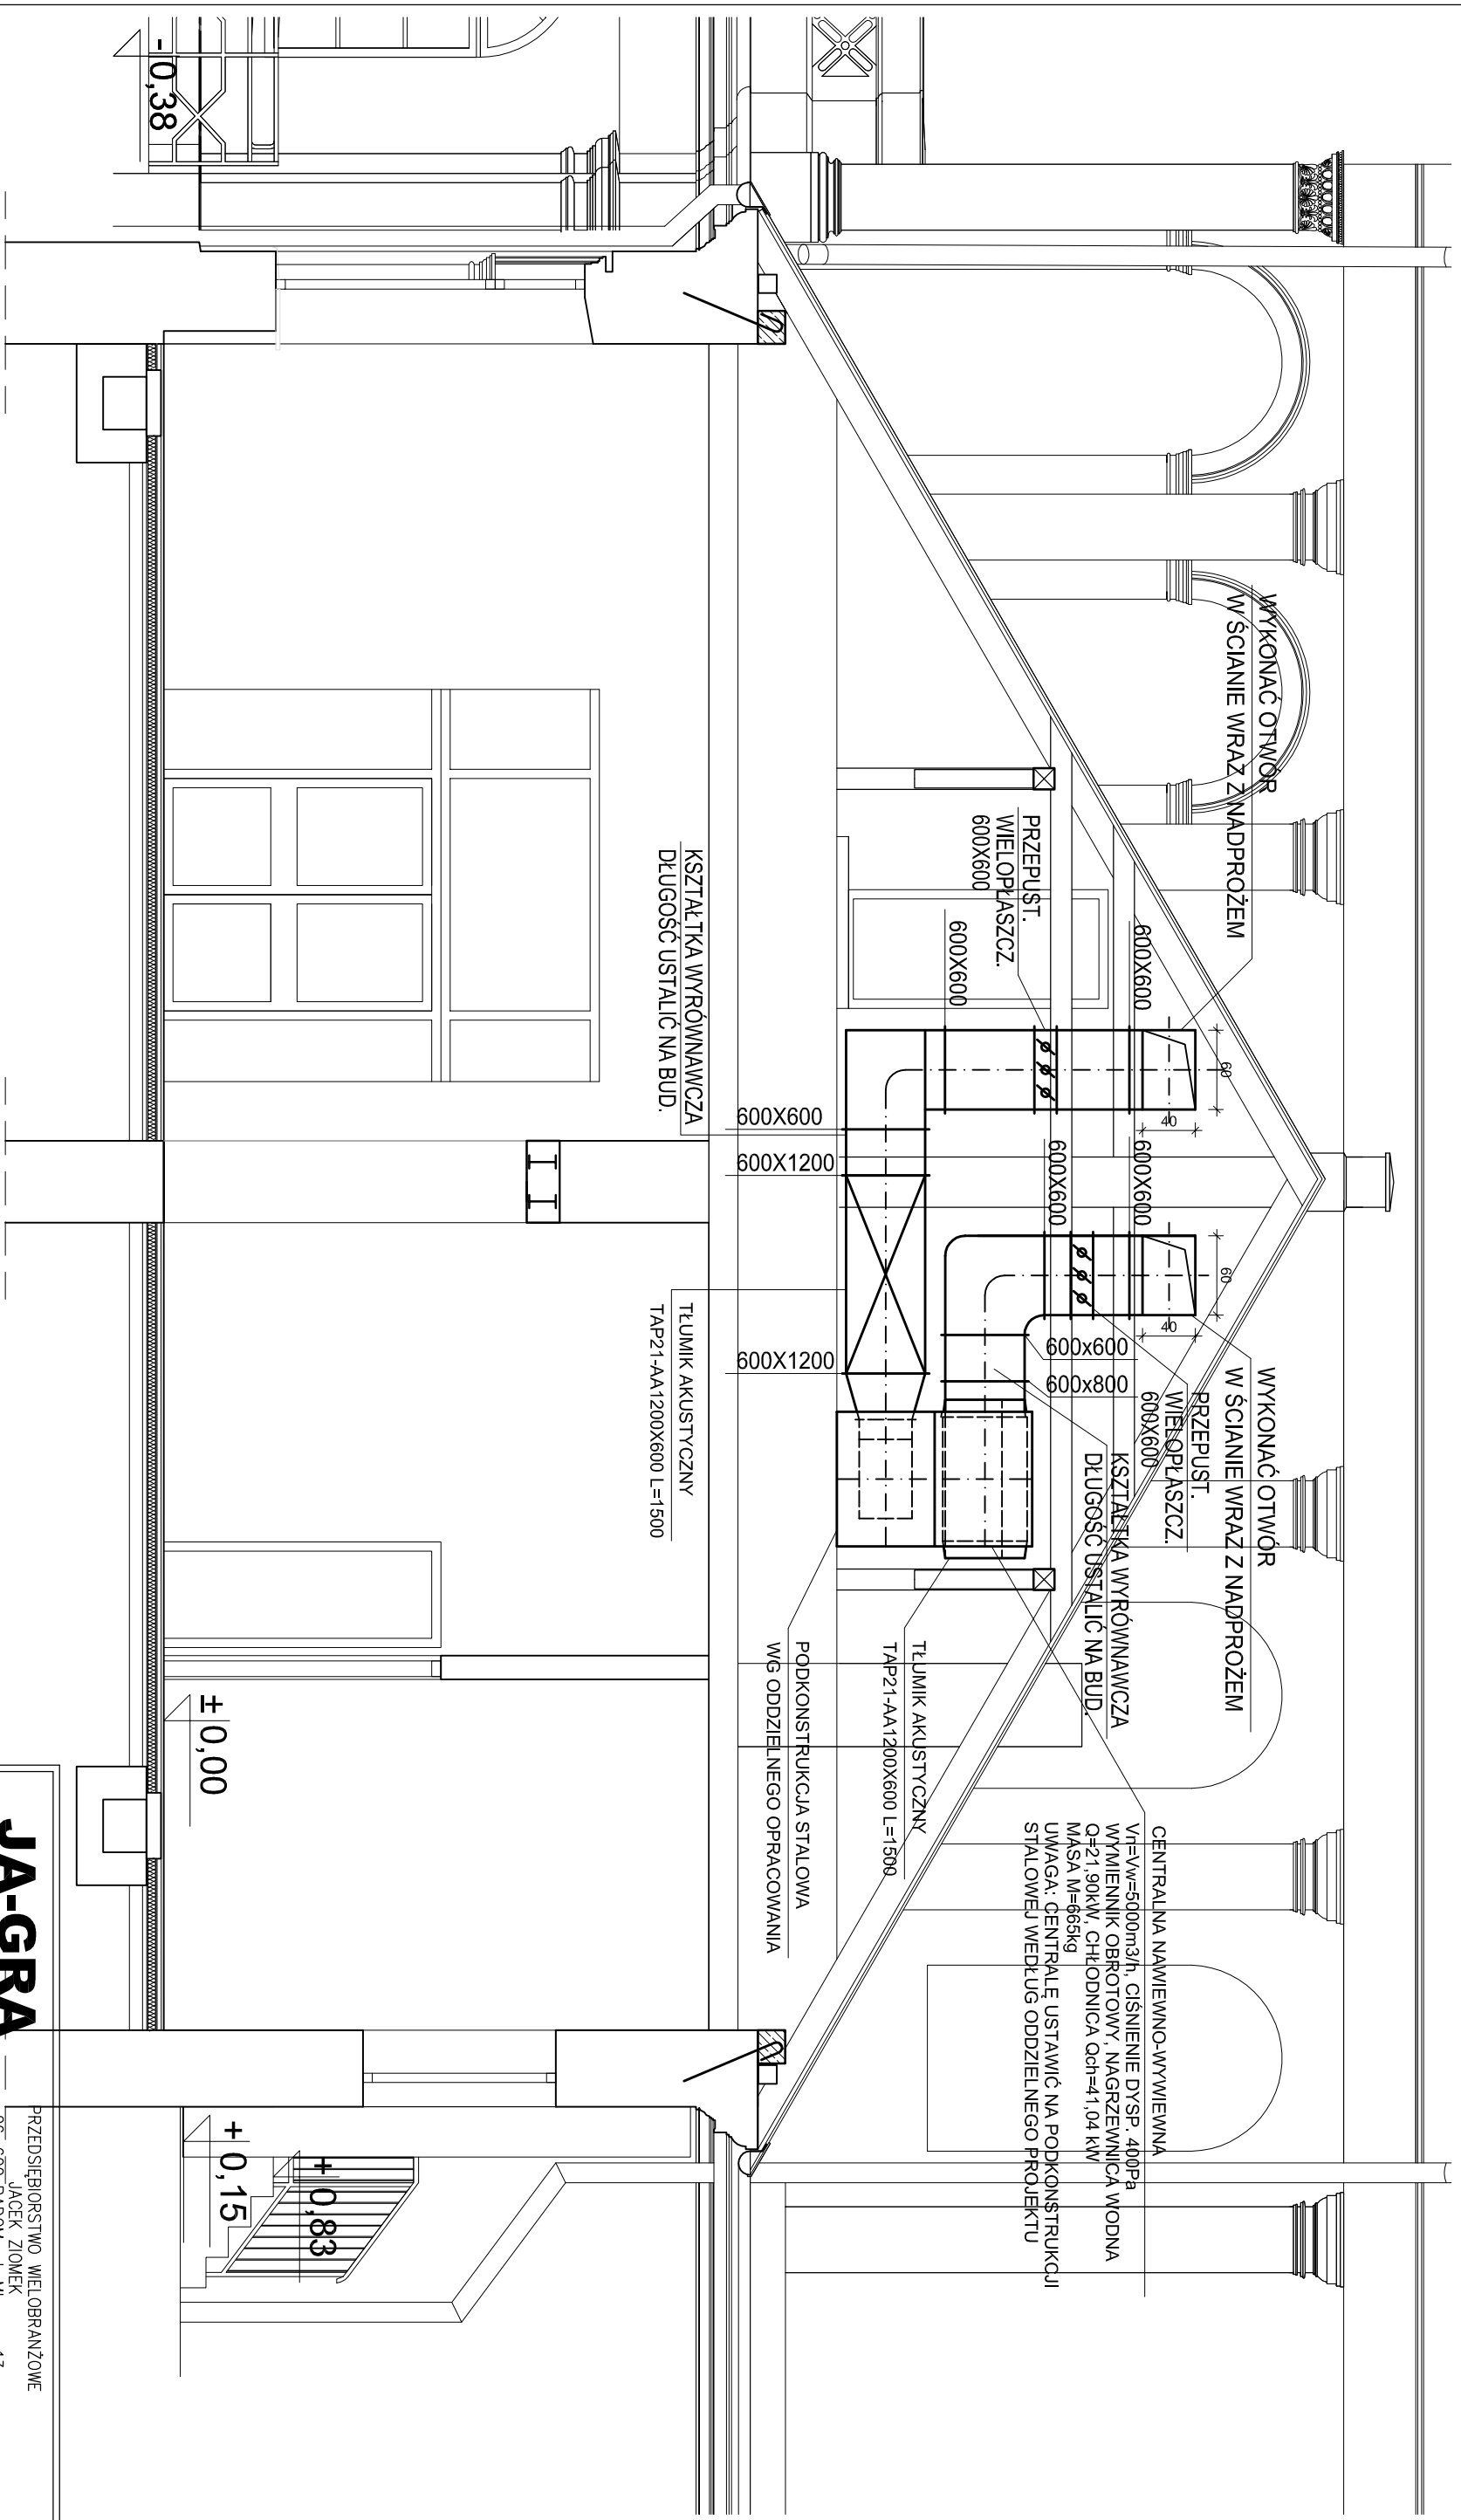 WYKONAĆ OTWÓR
W ŚCIANIE WRAZ Z NADPROŻEM
PRZEPUST.
WIELOPŁASZCZ.
600X600
600X600
600X600
60
40
KSZTAŁTKA WYRÓWNAWCZA
DŁUGOŚĆ USTALIĆ NA BUD.
600X600
600X1200
600X1200
600X600
600X600
60
40
600x600
600x800
WYKONAĆ OTWÓR
W ŚCIANIE WRAZ Z NADPROŻEM
PRZEPUST.
WIELOPŁASZCZ.
600X600
KSZTAŁTKA WYRÓWNAWCZA
DŁUGOŚĆ USTALIĆ NA BUD.
TŁUMIK AKUSTYCZNY
TAP21-AA1200X600 L=1500
TŁUMIK AKUSTYCZNY
TAP21-AA1200X600 L=1500
PODKONSTRUKCJA STALOWA
WG ODDZIELNEGO OPRACOWANIA
CENTRALNA NAWIEWNO-WYWIEWNA
Vn=Vw=5000m3/h, CIŚNIENIE DYSP. 400Pa
WYMIENNIK OBROTOWY, NAGRZEWNICA WODNA
Q=21,90kW, CHŁODNICA Qch=41,04 kW
MASA M=665kg
UWAGA: CENTRALĘ USTAWIĆ NA PODKONSTRUKCJI
STALOWEJ WEDŁUG ODDZIELNEGO PROJEKTU
- 0,38
± 0,00
+ 0,15
+ 0,83
JA-GRA
PRZEDSIĘBIORSTWO WIELOBRANŻOWE
JACEK ZIOMEK